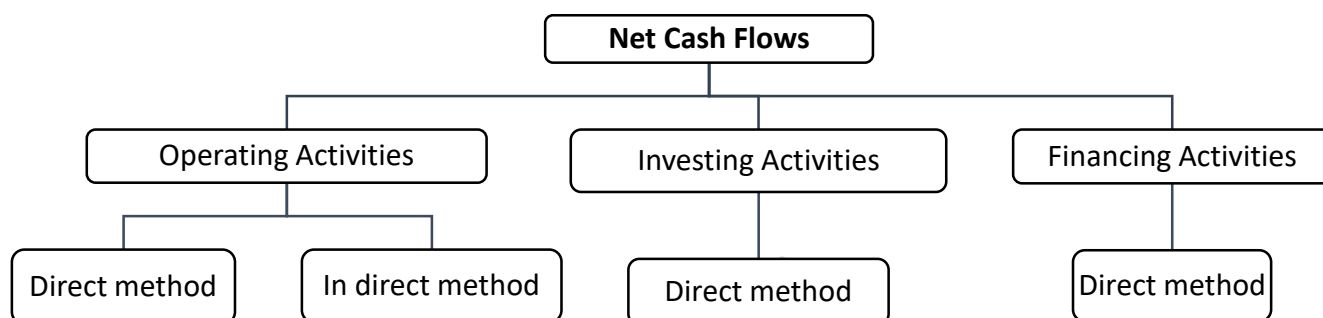 Net Cash Flows
Operating Activities
Investing Activities
Financing Activities
Direct method
In direct method
Direct method
Direct method